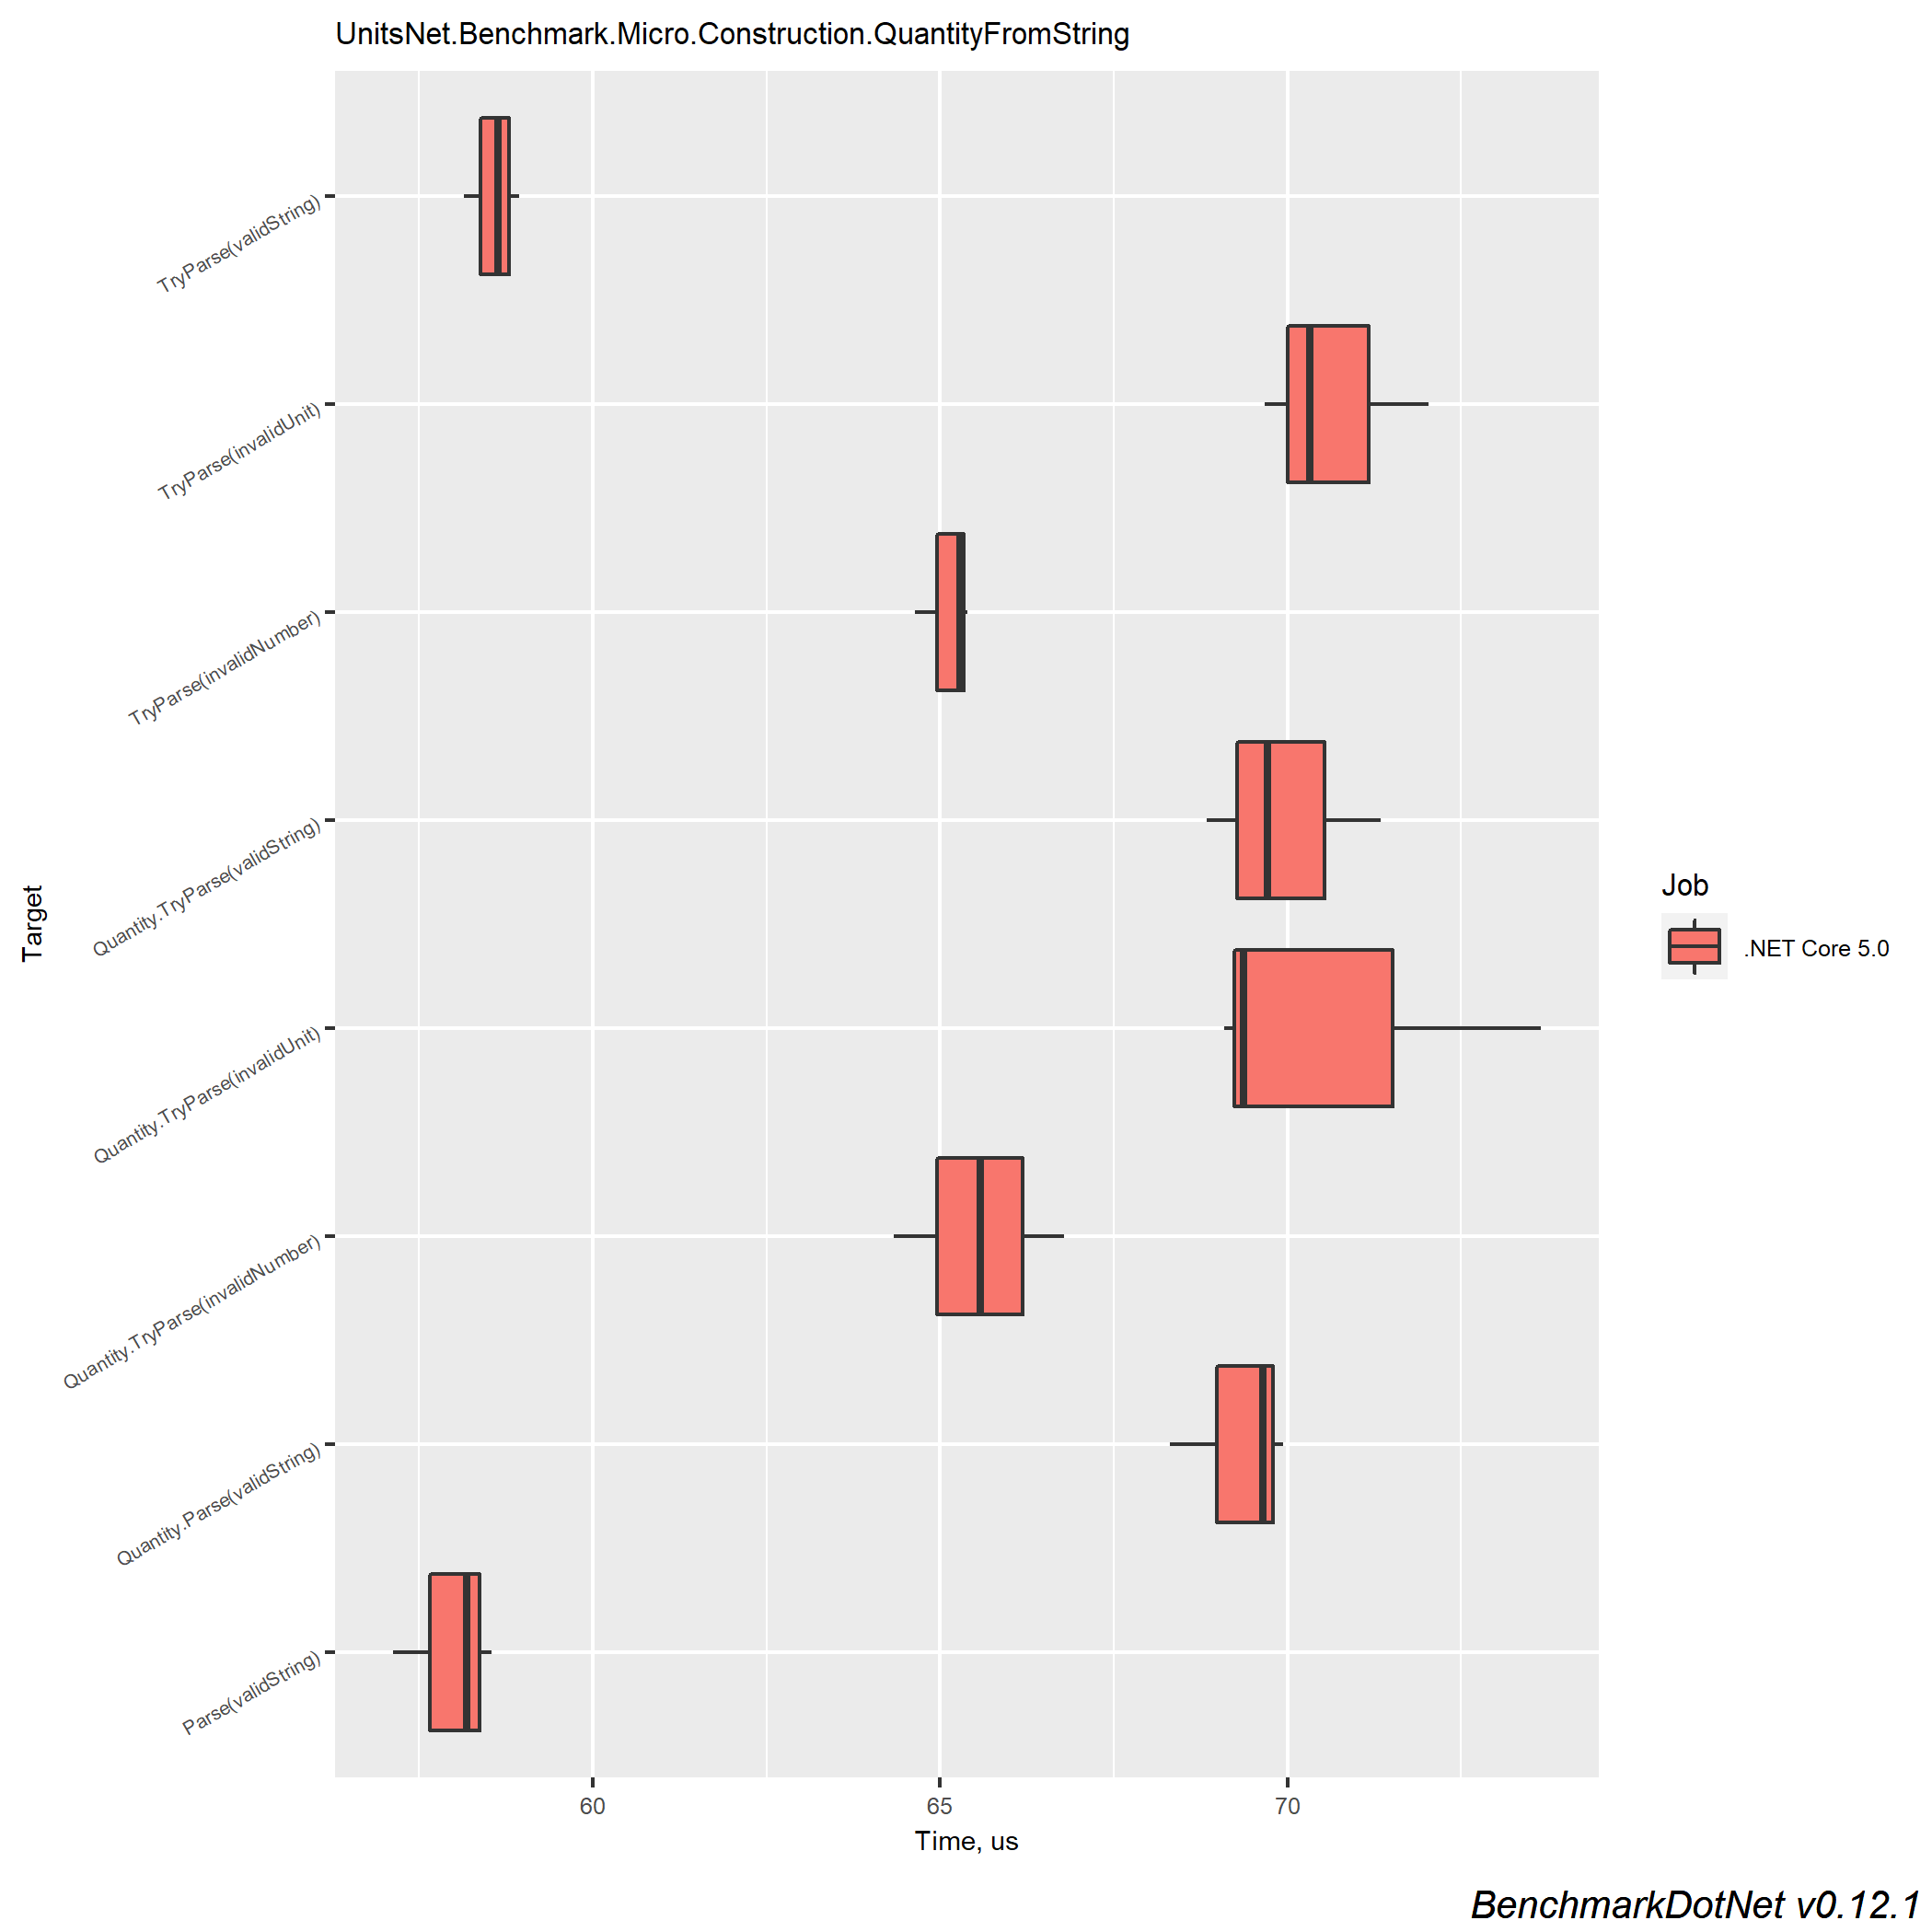 UnitsNet.Benchmark.Micro.Construction.QuantityFromString
TryParse(validString)
TryParse(invalidUnit)
TryParse(invalidNumber)
Quantity.TryParse(validString)
Quantity.TryParse(invalidUnit)
Quantity.TryParse(invalidNumber)
Quantity.Parse(validString)
Parse(validString)
Target
60
65
70
Time, us
Job
.NET Core 5.0
BenchmarkDotNet v0.12.1